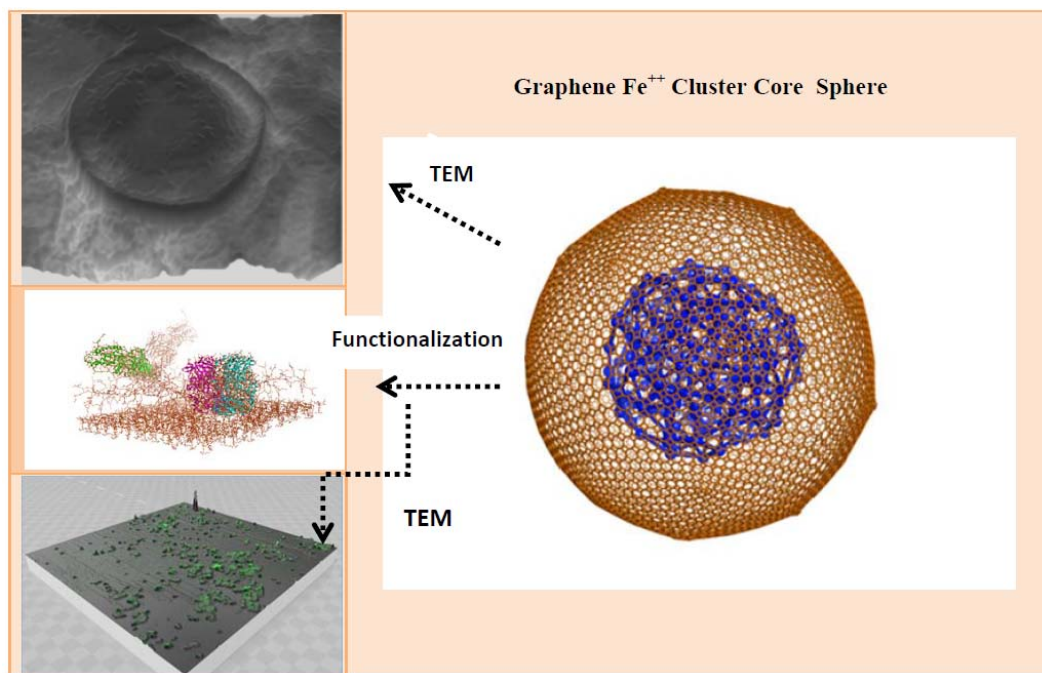 Graphene Fe⁺⁺ Cluster Core Sphere
TEM
Functionalization
TEM